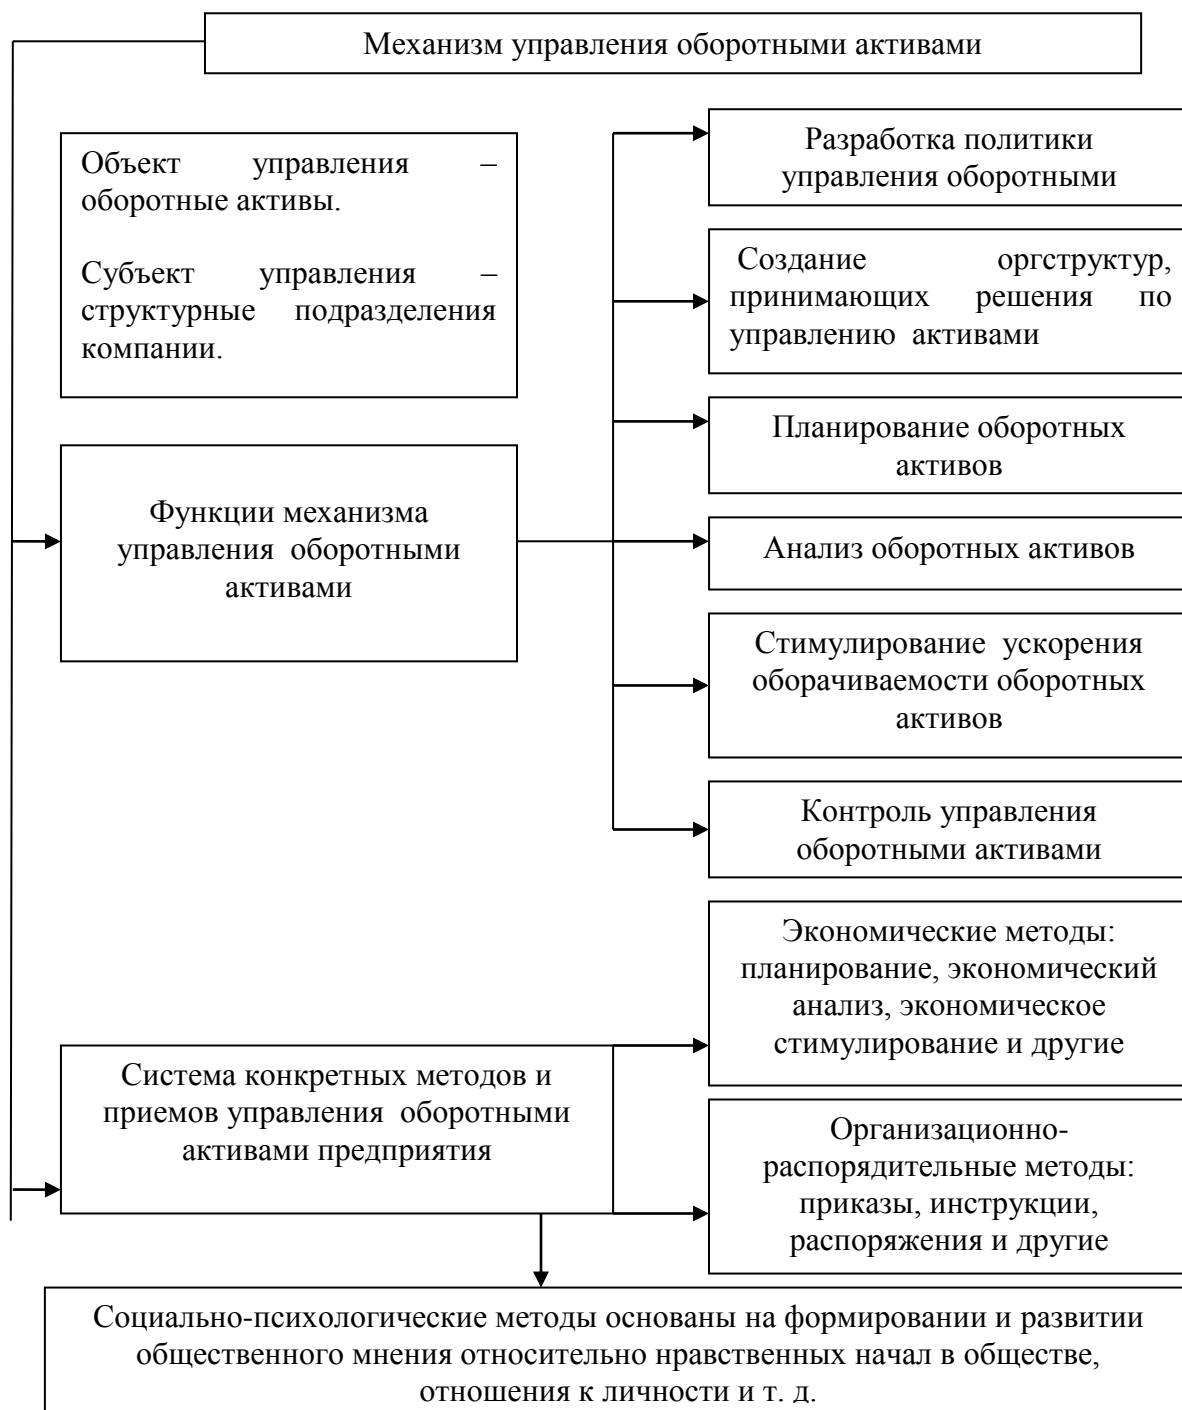 Механизм управления оборотными активами
Объект управления –
оборотные активы.
Субъект управления –
структурные подразделения
компании.
Разработка политики
управления оборотными
Создание оргструктур,
принимающих решения по
управлению активами
Планирование оборотных
активов
Функции механизма
управления оборотными
активами
Анализ оборотных активов
Стимулирование ускорения
оборачиваемости оборотных
активов
Контроль управления
оборотными активами
Экономические методы:
планирование, экономический
анализ, экономическое
стимулирование и другие
Система конкретных методов и
приемов управления оборотными
активами предприятия
Организационно-
распорядительные методы:
приказы, инструкции,
распоряжения и другие
Социально-психологические методы основаны на формировании и развитии
общественного мнения относительно нравственных начал в обществе,
отношения к личности и т. д.